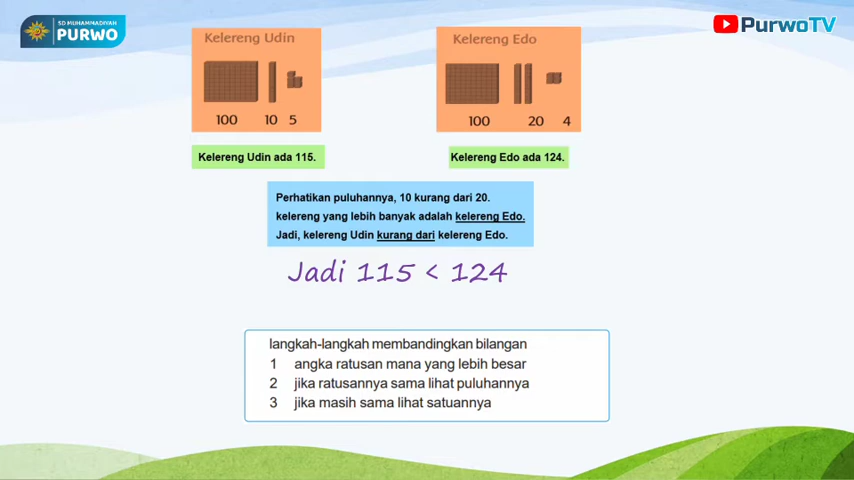 SD MUHAMMADIYAH
PURWO
PurwoTV
Kelereng Udin
100 10 5
Kelereng Edo
100 20 4
Kelereng Udin ada 115.
Kelereng Edo ada 124.
Perhatikan puluhannya, 10 kurang dari 20.
kelereng yang lebih banyak adalah kelereng Edo.
Jadi, kelereng Udin kurang dari kelereng Edo.
Jadi 115 < 124
langkah-langkah membandingkan bilangan
1 angka ratusan mana yang lebih besar
2 jika ratusannya sama lihat puluhannya
3 jika masih sama lihat satuannya